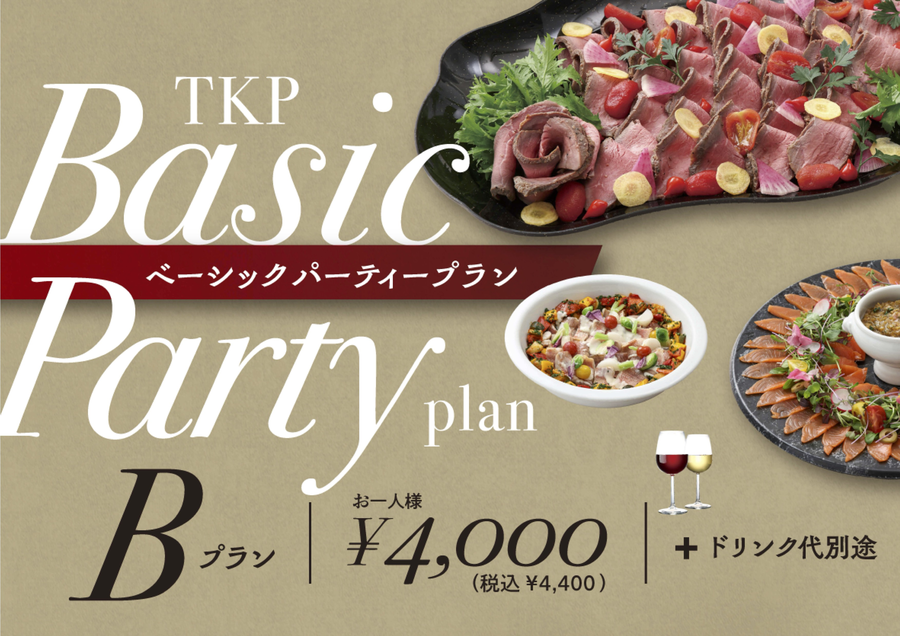 TKP
Basic
ベーシックパーティープラン
Party
plan
Bプラン
お一人様
¥4,000
(税込 ¥4,400)
+ ドリンク代別途